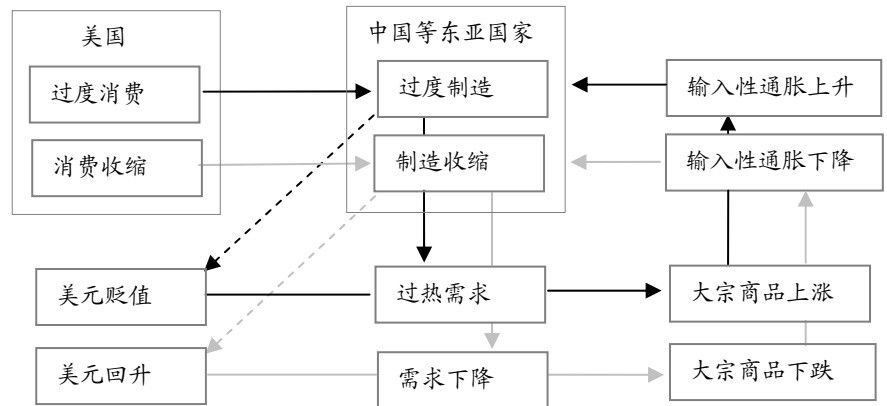 美国
中国等东亚国家
过度消费
过度制造
输入性通胀上升
消费收缩
制造收缩
输入性通胀下降
美元贬值
过热需求
大宗商品上涨
美元回升
需求下降
大宗商品下跌